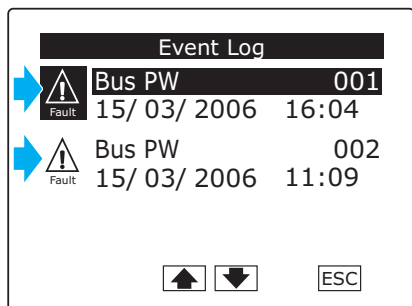 Event Log
Bus PW 001
Fault 15/ 03/ 2006 16:04
Bus PW 002
Fault 15/ 03/ 2006 11:09
ESC